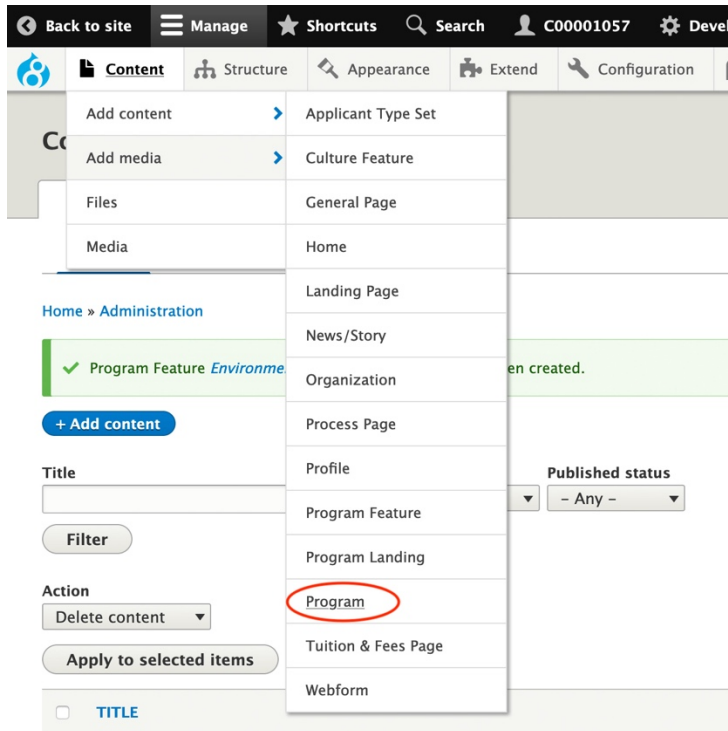 Back to site Manage Shortcuts Search C00001057 Devel
Content Structure Appearance Extend Configuration
Add content Applicant Type Set
Co
Add media Culture Feature
Files General Page
Media Home
Landing Page
Home » Administration
News/Story
Program Feature Environme en created.
Organization
+ Add content Process Page
Title Profile Published status
– Any –
Program Feature
Filter
Program Landing
Action
Program
Delete content
Tuition & Fees Page
Apply to selected items
Webform
TITLE